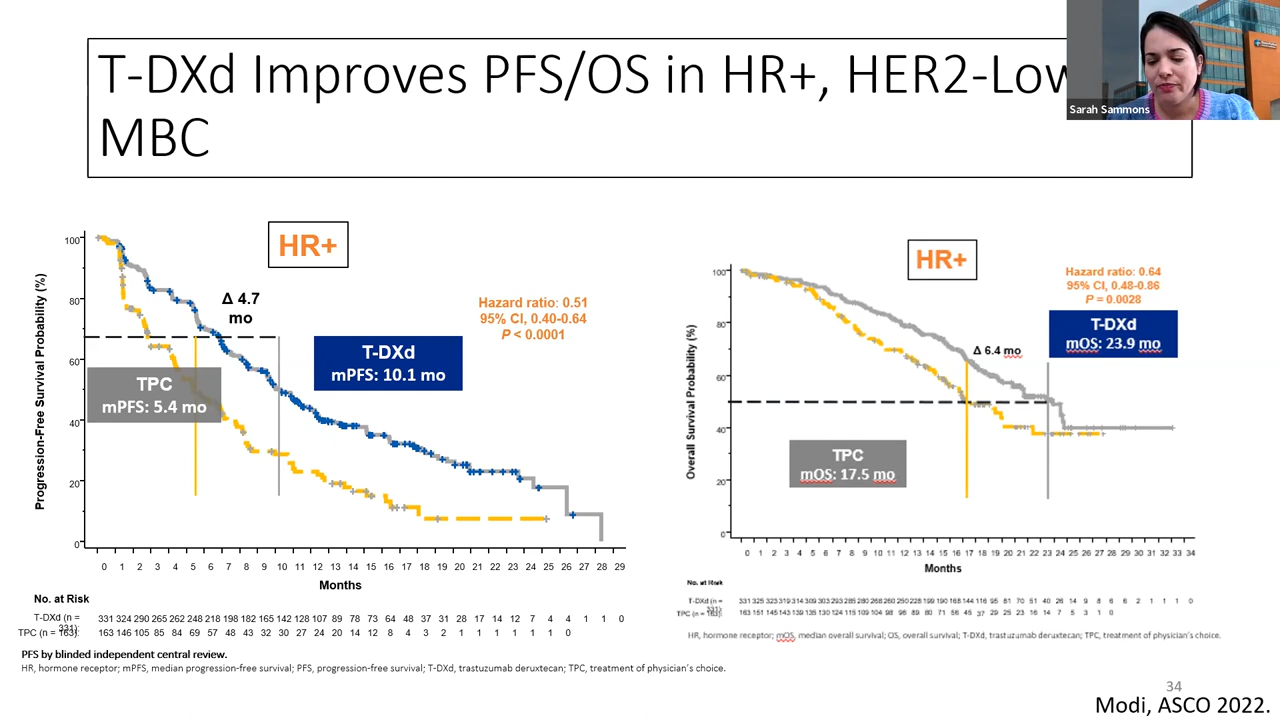 T-DXd Improves PFS/OS in HR+, HER2-Low
MBC
Sarah Sammons
HR+
Progression-Free Survival Probability (%)
100
80
60
40
20
0
Δ 4.7
mo
Hazard ratio: 0.51
95% CI, 0.40-0.64
P < 0.0001
T-DXd
mPFS: 10.1 mo
TPC
mPFS: 5.4 mo
0 1 2 3 4 5 6 7 8 9 10 11 12 13 14 15 16 17 18 19 20 21 22 23 24 25 26 27 28 29
Months
No. at Risk
T-DXd (n = 331): 331 324 290 265 262 248 218 198 182 165 142 128 107 89 78 73 64 48 37 31 28 17 14 12 7 4 4 1 1 0
TPC (n = 163): 163 146 105 85 84 69 57 48 43 32 30 27 24 20 14 12 8 4 3 2 1 1 1 1 1 1 0
PFS by blinded independent central review.
HR, hormone receptor; mPFS, median progression-free survival; PFS, progression-free survival; T-DXd, trastuzumab deruxtecan; TPC, treatment of physician's choice.
HR+
Overall Survival Probability (%)
100
80
60
40
20
0
Hazard ratio: 0.64
95% CI, 0.48-0.86
P = 0.0028
T-DXd
mOS: 23.9 mo
Δ 6.4 mo
TPC
mOS: 17.5 mo
0 1 2 3 4 5 6 7 8 9 10 11 12 13 14 15 16 17 18 19 20 21 22 23 24 25 26 27 28 29 30 31 32 33 34
Months
No. at Risk
T-DXd (n = 331): 331 325 323 319 314 309 303 293 285 280 268 260 250 228 199 190 168 144 116 95 81 70 51 40 26 14 9 8 6 6 2 1 1 1 0
TPC (n = 163): 163 151 145 143 139 135 130 124 115 109 104 98 96 89 80 71 56 45 37 29 25 23 16 14 7 5 3 1 0
HR, hormone receptor; mOS, median overall survival; OS, overall survival; T-DXd, trastuzumab deruxtecan; TPC, treatment of physician's choice.
34
Modi, ASCO 2022.